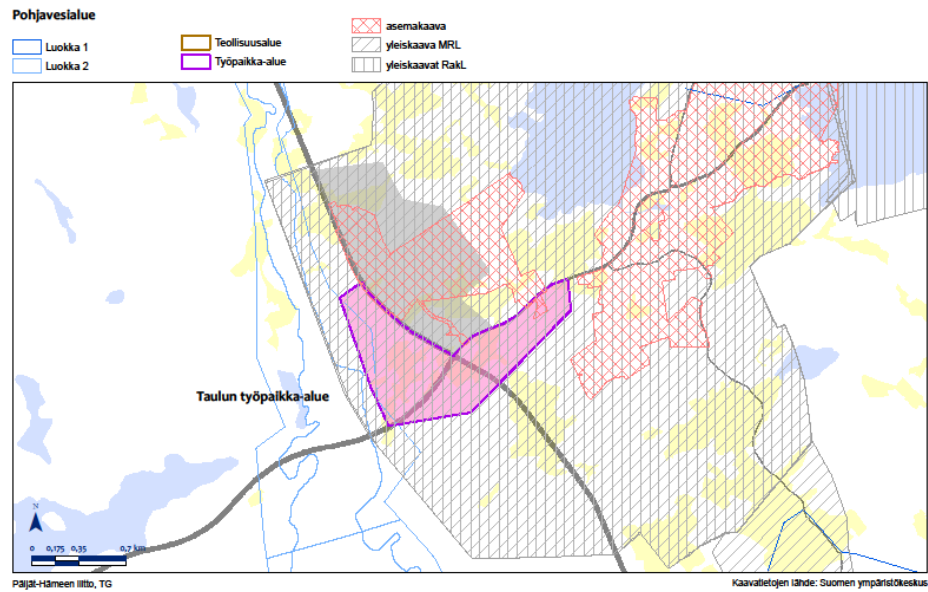 Pohjavesialue
Luokka 1
Luokka 2
Teollisuusalue
Työpaikka-alue
asemakaava
yleiskaava MRL
yleiskaavat RakL
Taulun työpaikka-alue
N
0 0,175 0,35 0,7 km
Päijät-Hämeen liitto, TG
Kaavatietojen lähde: Suomen ympäristökeskus